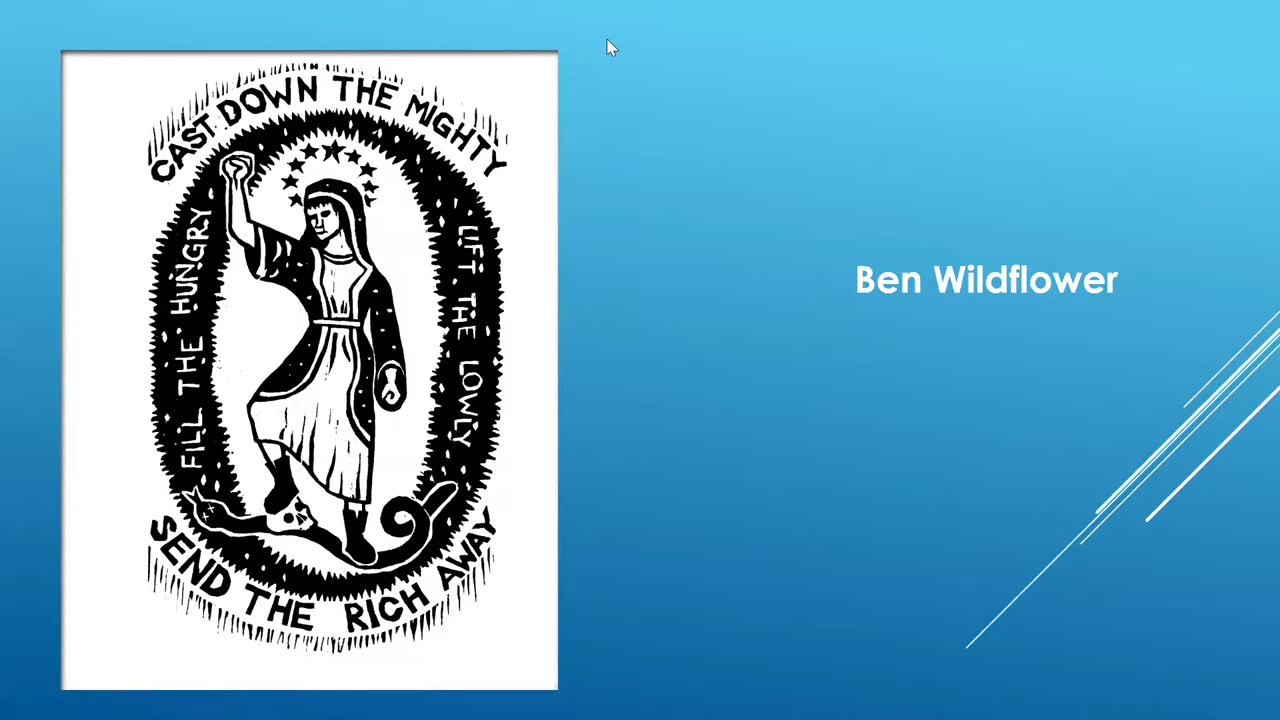 CAST DOWN THE MIGHTY
FILL THE HUNGRY
LIFT THE LOWLY
SEND THE RICH AWAY
Ben Wildflower